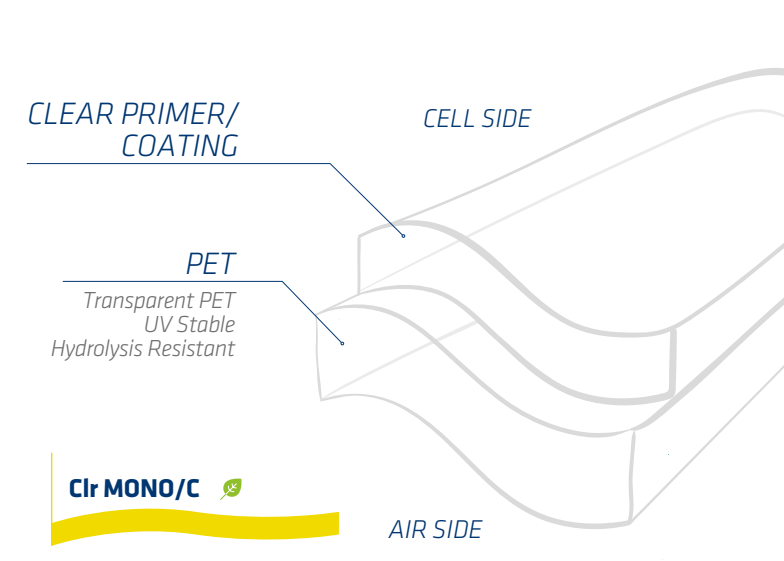 CLEAR PRIMER/
COATING
CELL SIDE
PET
Transparent PET
UV Stable
Hydrolysis Resistant
Clr MONO/C
AIR SIDE